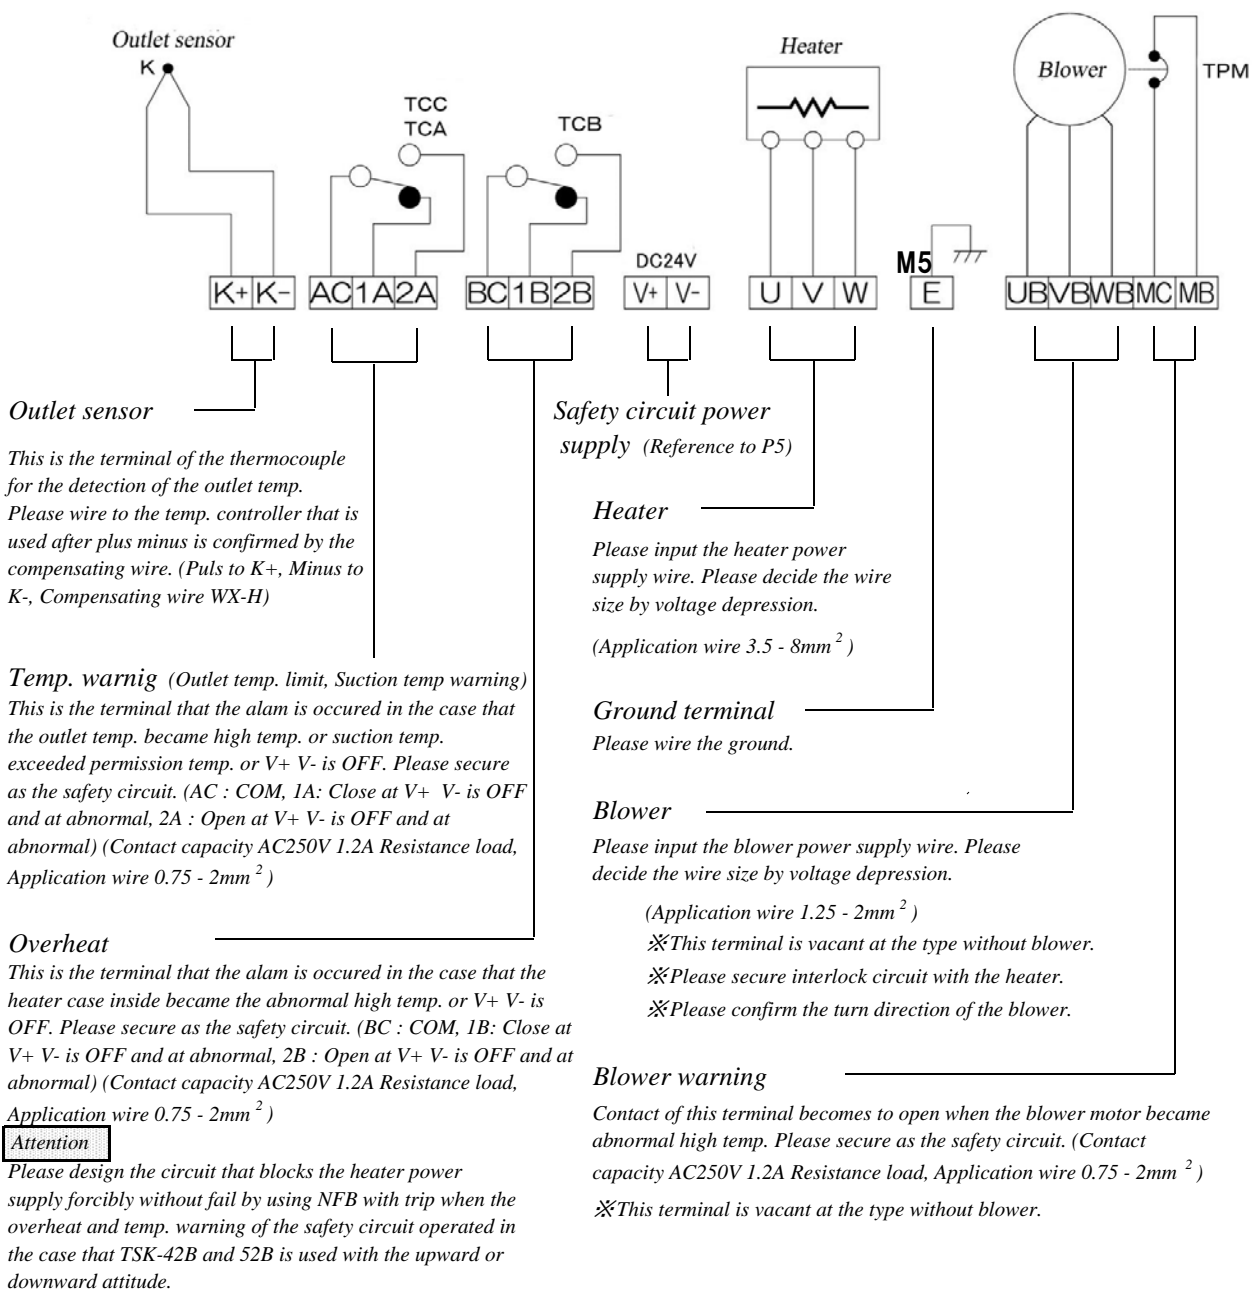 Outlet sensor
K
TCC
TCA
TCB
Heater
Blower
TPM
DC24V
M5
K+ K-
AC 1A 2A
BC 1B 2B
V+ V-
U V W
E
UB VB WB MC MB
Outlet sensor
This is the terminal of the thermocouple
for the detection of the outlet temp.
Please wire to the temp. controller that is
used after plus minus is confirmed by the
compensating wire. (Puls to K+, Minus to
K-, Compensating wire WX-H)
Temp. warnig (Outlet temp. limit, Suction temp warning)
This is the terminal that the alam is occured in the case that
the outlet temp. became high temp. or suction temp.
exceeded permission temp. or V+ V- is OFF. Please secure
as the safety circuit. (AC : COM, 1A: Close at V+ V- is OFF
and at abnormal, 2A : Open at V+ V- is OFF and at
abnormal) (Contact capacity AC250V 1.2A Resistance load,
Application wire 0.75 - 2mm 2 )
Overheat
This is the terminal that the alam is occured in the case that the
heater case inside became the abnormal high temp. or V+ V- is
OFF. Please secure as the safety circuit. (BC : COM, 1B: Close at
V+ V- is OFF and at abnormal, 2B : Open at V+ V- is OFF and at
abnormal) (Contact capacity AC250V 1.2A Resistance load,
Application wire 0.75 - 2mm 2 )
Attention
Please design the circuit that blocks the heater power
supply forcibly without fail by using NFB with trip when the
overheat and temp. warning of the safety circuit operated in
the case that TSK-42B and 52B is used with the upward or
downward attitude.
Safety circuit power
supply (Reference to P5)
Heater
Please input the heater power
supply wire. Please decide the wire
size by voltage depression.
(Application wire 3.5 - 8mm 2 )
Ground terminal
Please wire the ground.
Blower
Please input the blower power supply wire. Please
decide the wire size by voltage depression.
(Application wire 1.25 - 2mm 2 )
※This terminal is vacant at the type without blower.
※Please secure interlock circuit with the heater.
※Please confirm the turn direction of the blower.
Blower warning
Contact of this terminal becomes to open when the blower motor became
abnormal high temp. Please secure as the safety circuit. (Contact
capacity AC250V 1.2A Resistance load, Application wire 0.75 - 2mm 2 )
※This terminal is vacant at the type without blower.